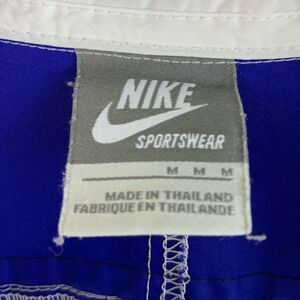 NIKE
SPORTSWEAR
M M M
MADE IN THAILAND
FABRIQUE EN THAILANDE